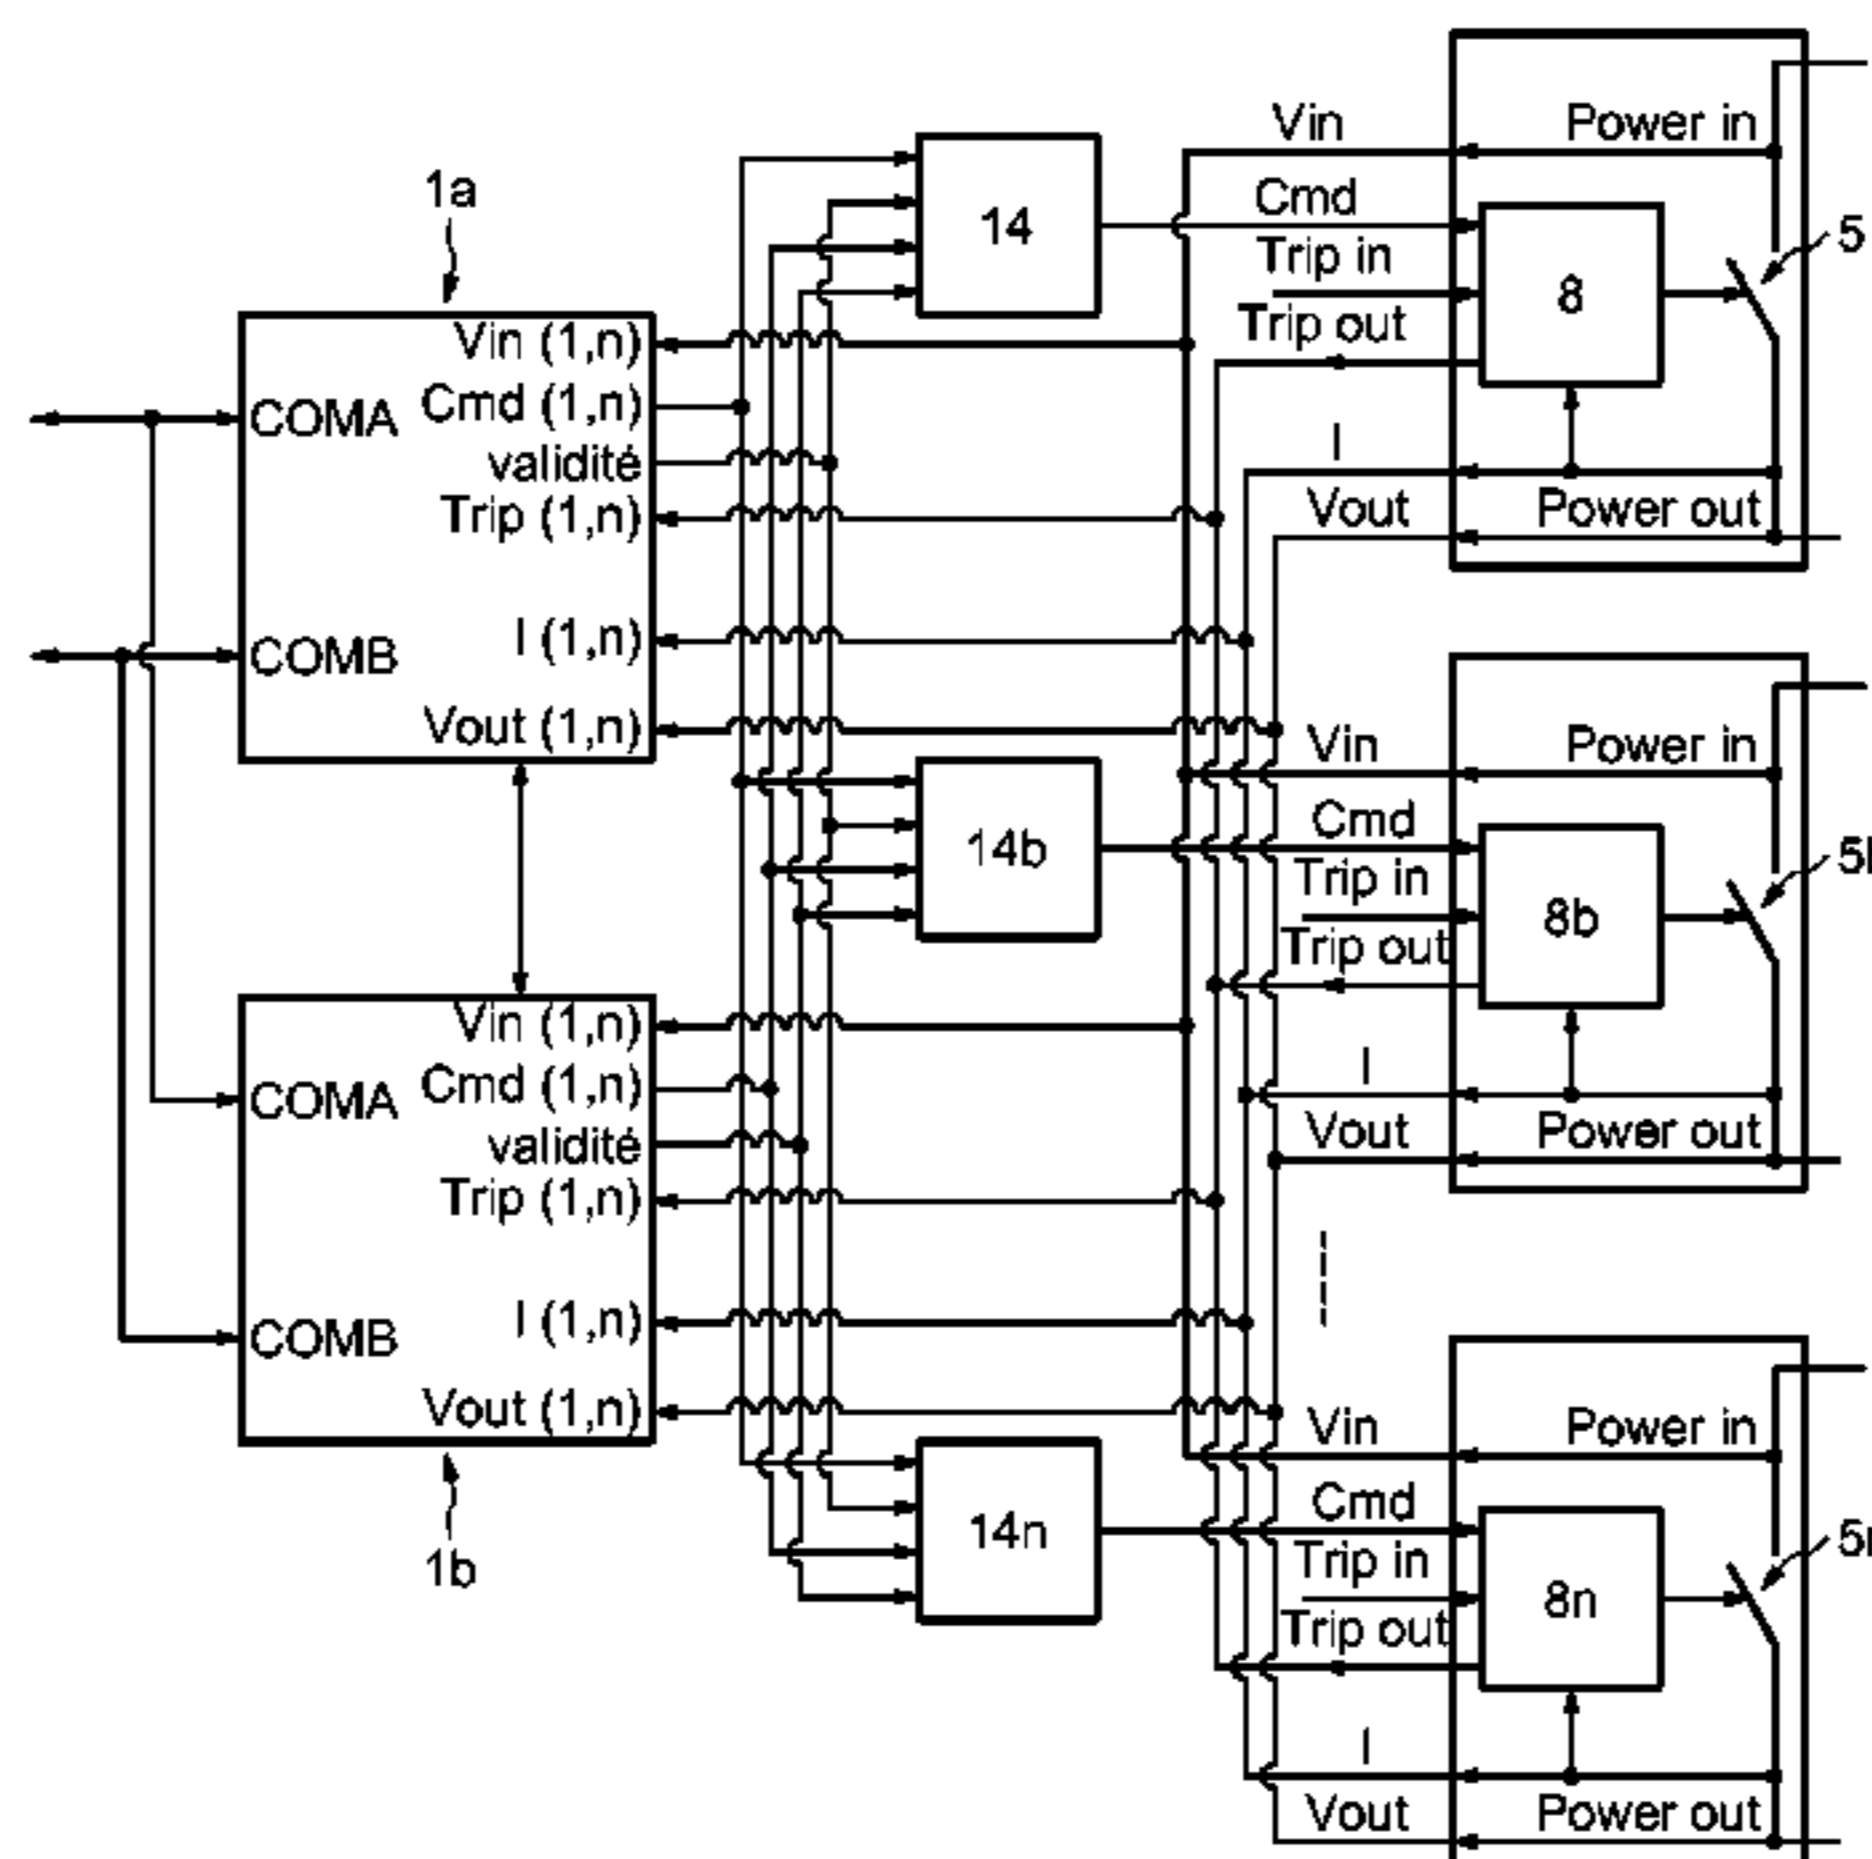 1a
Vin (1,n)
Cmd (1,n)
COMA
validité
Trip (1,n)
I (1,n)
COMB
Vout (1,n)
14
Vin
Power in
Cmd
Trip in
Trip out
8
5
I
Vout
Power out
14b
Vin
Power in
Cmd
Trip in
Trip out
8b
I
Vout
Power out
Vin (1,n)
Cmd (1,n)
COMA
validité
Trip (1,n)
I (1,n)
COMB
Vout (1,n)
1b
14n
Vin
Power in
Cmd
Trip in
Trip out
8n
I
Vout
Power out